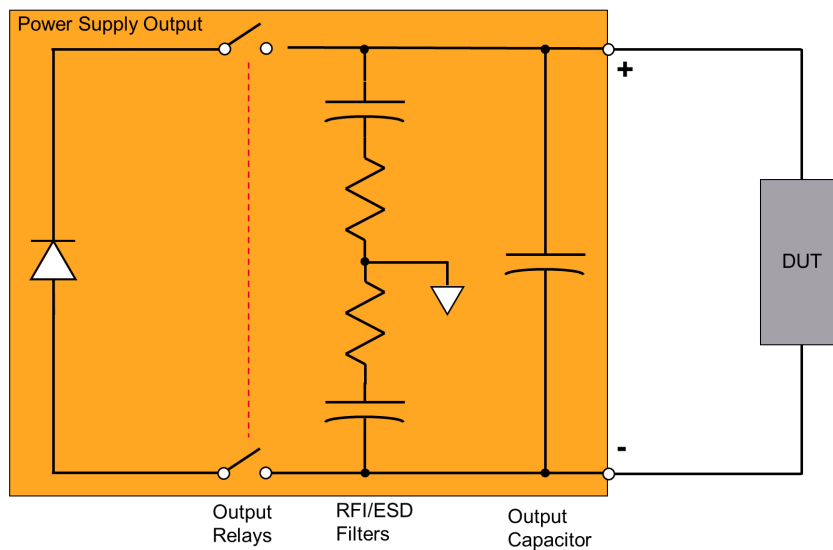 Power Supply Output
+
DUT
-
Output
Relays
RFI/ESD
Filters
Output
Capacitor